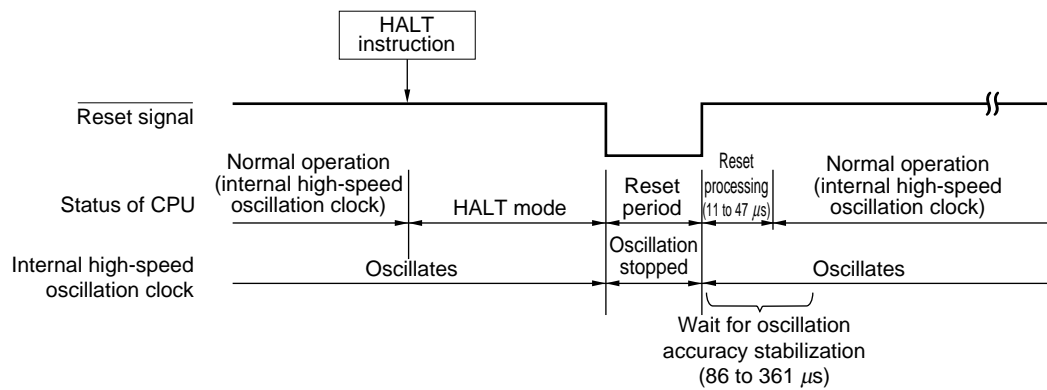 HALT
instruction
Reset signal
Status of CPU
Normal operation
(internal high-speed
oscillation clock)
HALT mode
Reset
period
Reset
processing
(11 to 47 μs)
Normal operation
(internal high-speed
oscillation clock)
Internal high-speed
oscillation clock
Oscillates
Oscillation
stopped
Oscillates
Wait for oscillation
accuracy stabilization
(86 to 361 μs)